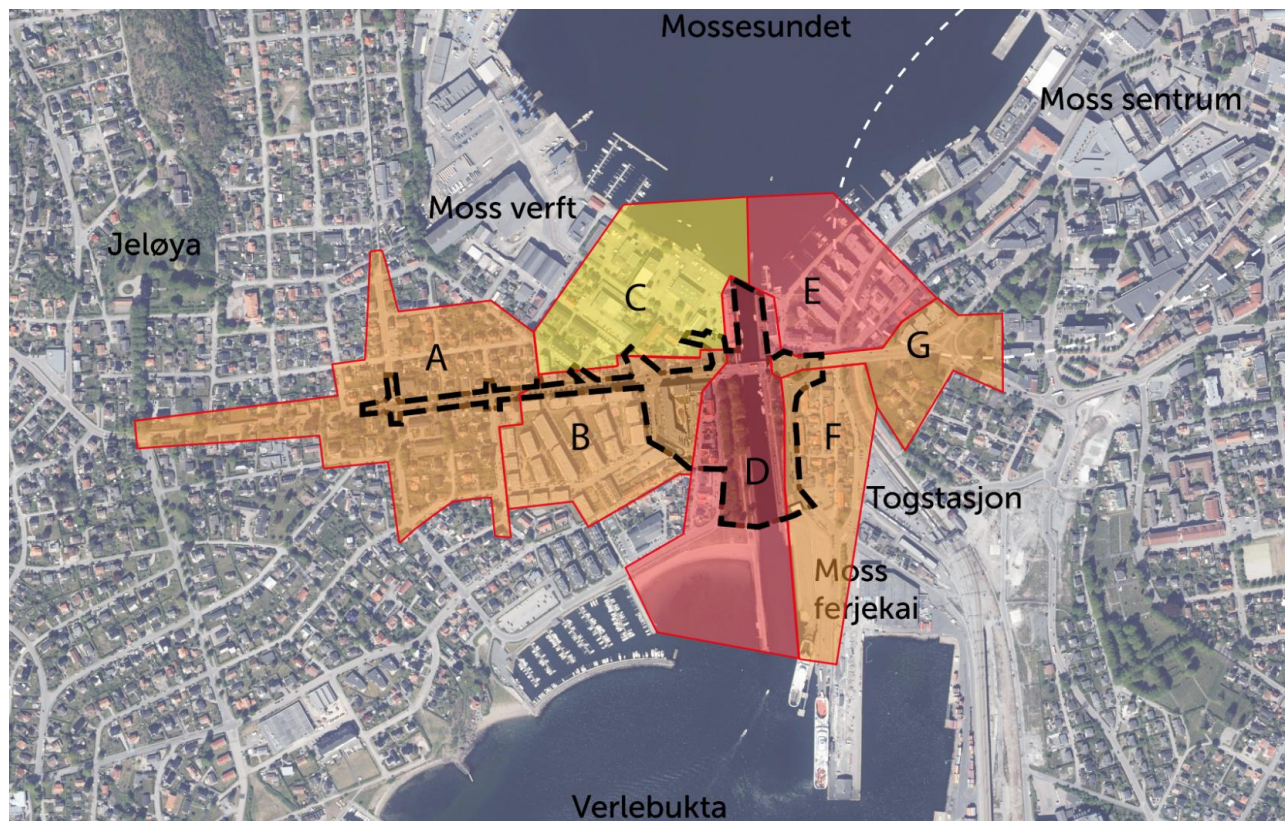 Mossesundet
Moss sentrum
Moss verft
Jeløya
C
E
A
G
B
F
D
Togstasjon
Moss
ferjekai
Verlebukta